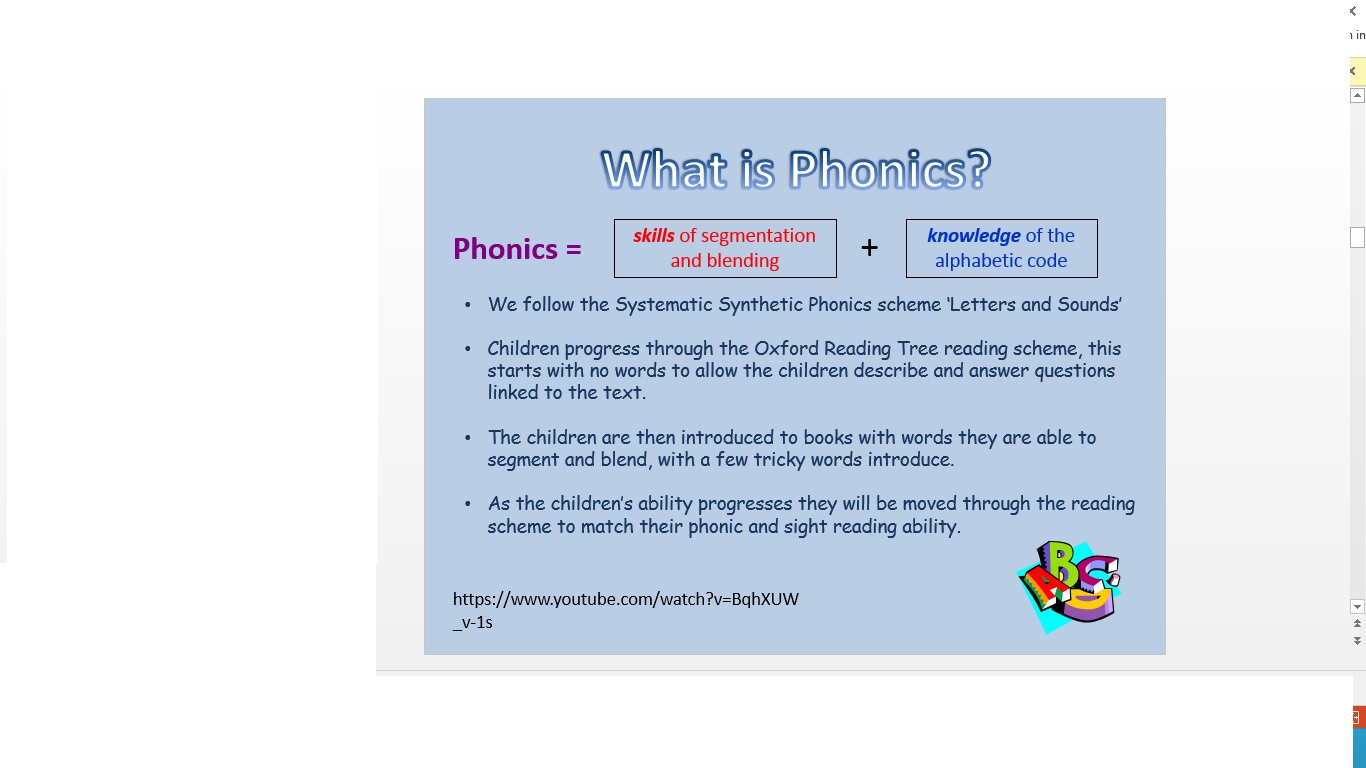 What is Phonics?
Phonics =
skills of segmentation
and blending
+
knowledge of the
alphabetic code
• We follow the Systematic Synthetic Phonics scheme ‘Letters and Sounds’
• Children progress through the Oxford Reading Tree reading scheme, this
starts with no words to allow the children describe and answer questions
linked to the text.
• The children are then introduced to books with words they are able to
segment and blend, with a few tricky words introduce.
• As the children’s ability progresses they will be moved through the reading
scheme to match their phonic and sight reading ability.
ABC
https://www.youtube.com/watch?v=BqhXUW
_v-1s